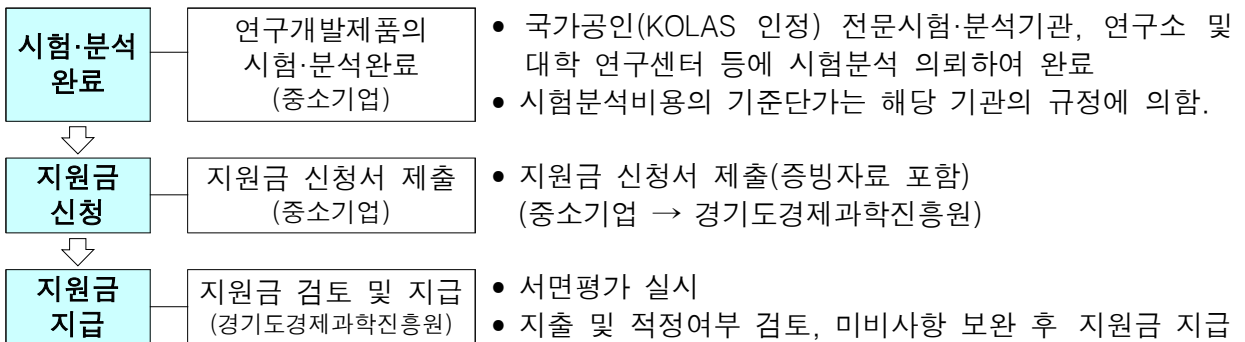 시험·분석
완료
연구개발제품의
시험·분석완료
(중소기업)
• 국가공인(KOLAS 인정) 전문시험·분석기관, 연구소 및
대학 연구센터 등에 시험분석 의뢰하여 완료
• 시험분석비용의 기준단가는 해당 기관의 규정에 의함.
지원금
신청
지원금 신청서 제출
(중소기업)
• 지원금 신청서 제출(증빙자료 포함)
(중소기업 → 경기도경제과학진흥원)
지원금
지급
지원금 검토 및 지급
(경기도경제과학진흥원)
• 서면평가 실시
• 지출 및 적정여부 검토, 미비사항 보완 후 지원금 지급